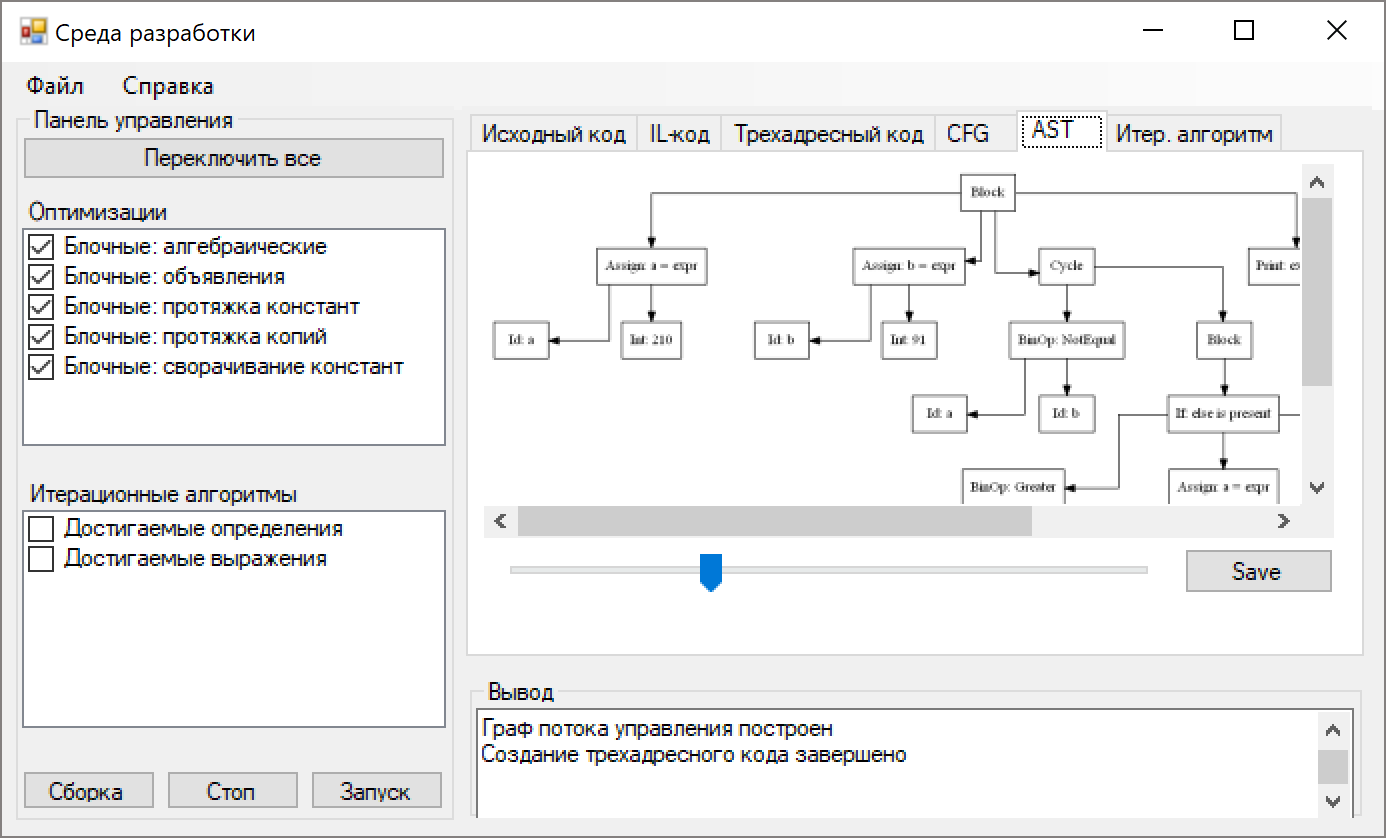 Среда разработки
Файл Справка
Панель управления
Переключить все
Оптимизации
Блочные: алгебраические
Блочные: объявления
Блочные: протяжка констант
Блочные: протяжка копий
Блочные: сворачивание констант
Итерационные алгоритмы
Достигаемые определения
Достигаемые выражения
Сборка Стоп Запуск
Исходный код IL-код Трехадресный код CFG AST Итер. алгоритм
Block
Assign: a = expr Assign: b = expr Cycle Print: ex
Id: a Int: 210 Id: b Int: 91 BinOp: NotEqual Block
Id: a Id: b If: else is present
BinOp: Greater Assign: a = expr
Save
Вывод
Граф потока управления построен
Создание трехадресного кода завершено